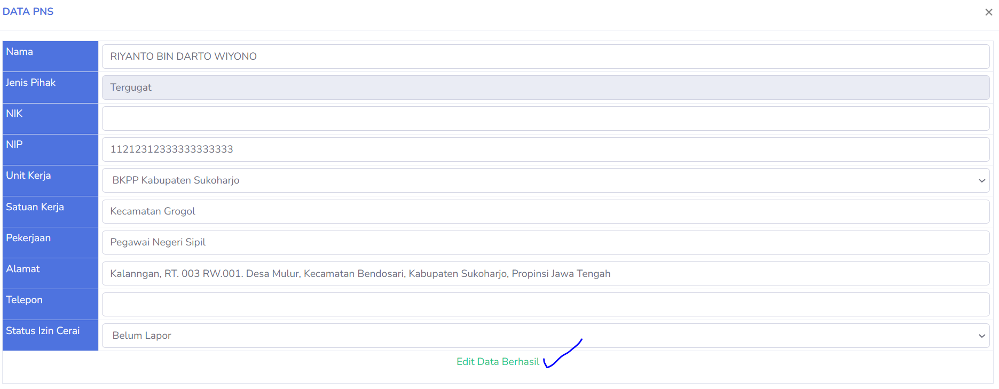 DATA PNS
Nama
RIYANTO BIN DARTO WIYONO
Jenis Pihak
Tergugat
NIK
NIP
11212312333333333333
Unit Kerja
BKPP Kabupaten Sukoharjo
Satuan Kerja
Kecamatan Grogol
Pekerjaan
Pegawai Negeri Sipil
Alamat
Kalanngan, RT. 003 RW.001. Desa Mulur, Kecamatan Bendosari, Kabupaten Sukoharjo, Propinsi Jawa Tengah
Telepon
Status Izin Cerai
Belum Lapor
Edit Data Berhasil